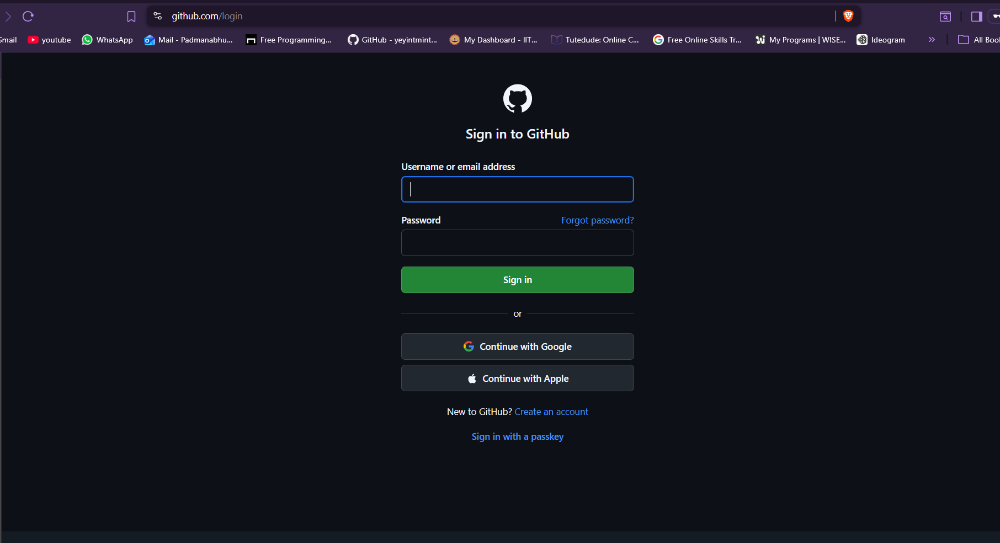 github.com/login
Gmail youtube WhatsApp Mail - Padmanabhu... Free Programming... GitHub - yeyintmint... My Dashboard - IIT... Tutedude: Online C... Free Online Skills Tr... My Programs | WISE... Ideogram » All Boo
Sign in to GitHub
Username or email address
Password Forgot password?
Sign in
or
Continue with Google
Continue with Apple
New to GitHub? Create an account
Sign in with a passkey